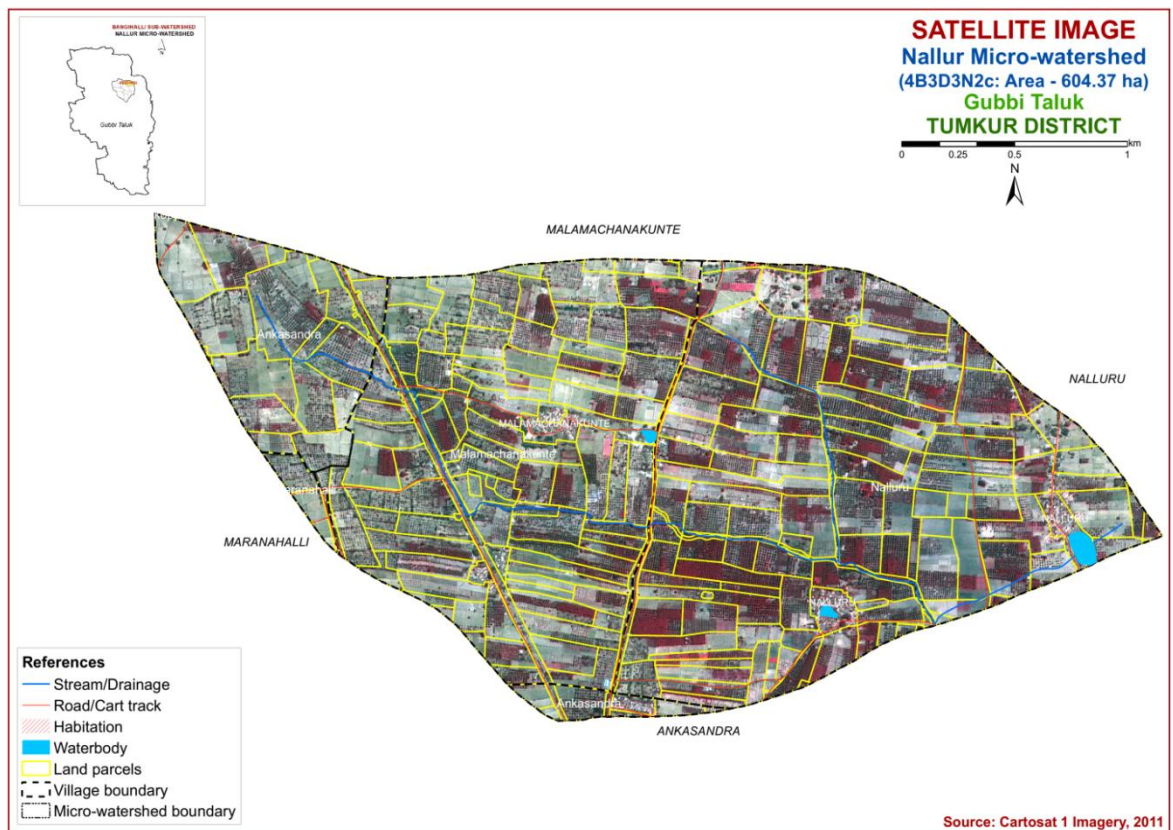 BANGIHALLI SUB-WATERSHED
NALLUR MICRO-WATERSHED
Gubbi Taluk
SATELLITE IMAGE
Nallur Micro-watershed
(4B3D3N2c: Area - 604.37 ha)
Gubbi Taluk
TUMKUR DISTRICT
km
0 0.25 0.5 1
N
MALAMACHANAKUNTE
Ankasandra
NALLURU
MALAMACHANAKUNTE
Malamachanakunte
Nalluru
MARANAHALLI
NALLURU
NALLURU
Ankasandra
ANKASANDRA
References
Stream/Drainage
Road/Cart track
Habitation
Waterbody
Land parcels
Village boundary
Micro-watershed boundary
Source: Cartosat 1 Imagery, 2011